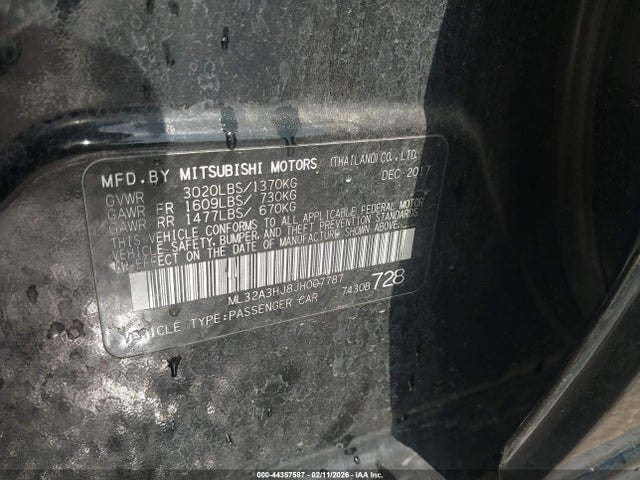 MFD. BY MITSUBISHI MOTORS (THAILAND) CO., LTD.
DEC 2017
GVWR 3020LBS/1370KG
GAWR FR 1609LBS/ 730KG
GAWR RR 1477LBS/ 670KG
THIS VEHICLE CONFORMS TO ALL APPLICABLE FEDERAL MOTOR
VEHICLE SAFETY, BUMPER AND THEFT PREVENTION STANDARDS
IN EFFECT ON THE DATE OF MANUFACTURE SHOWN ABOVE.
ML32A3HJ8JH007787
7430B 728
VEHICLE TYPE: PASSENGER CAR
000-44357587 - 02/11/2026 - IAA Inc.